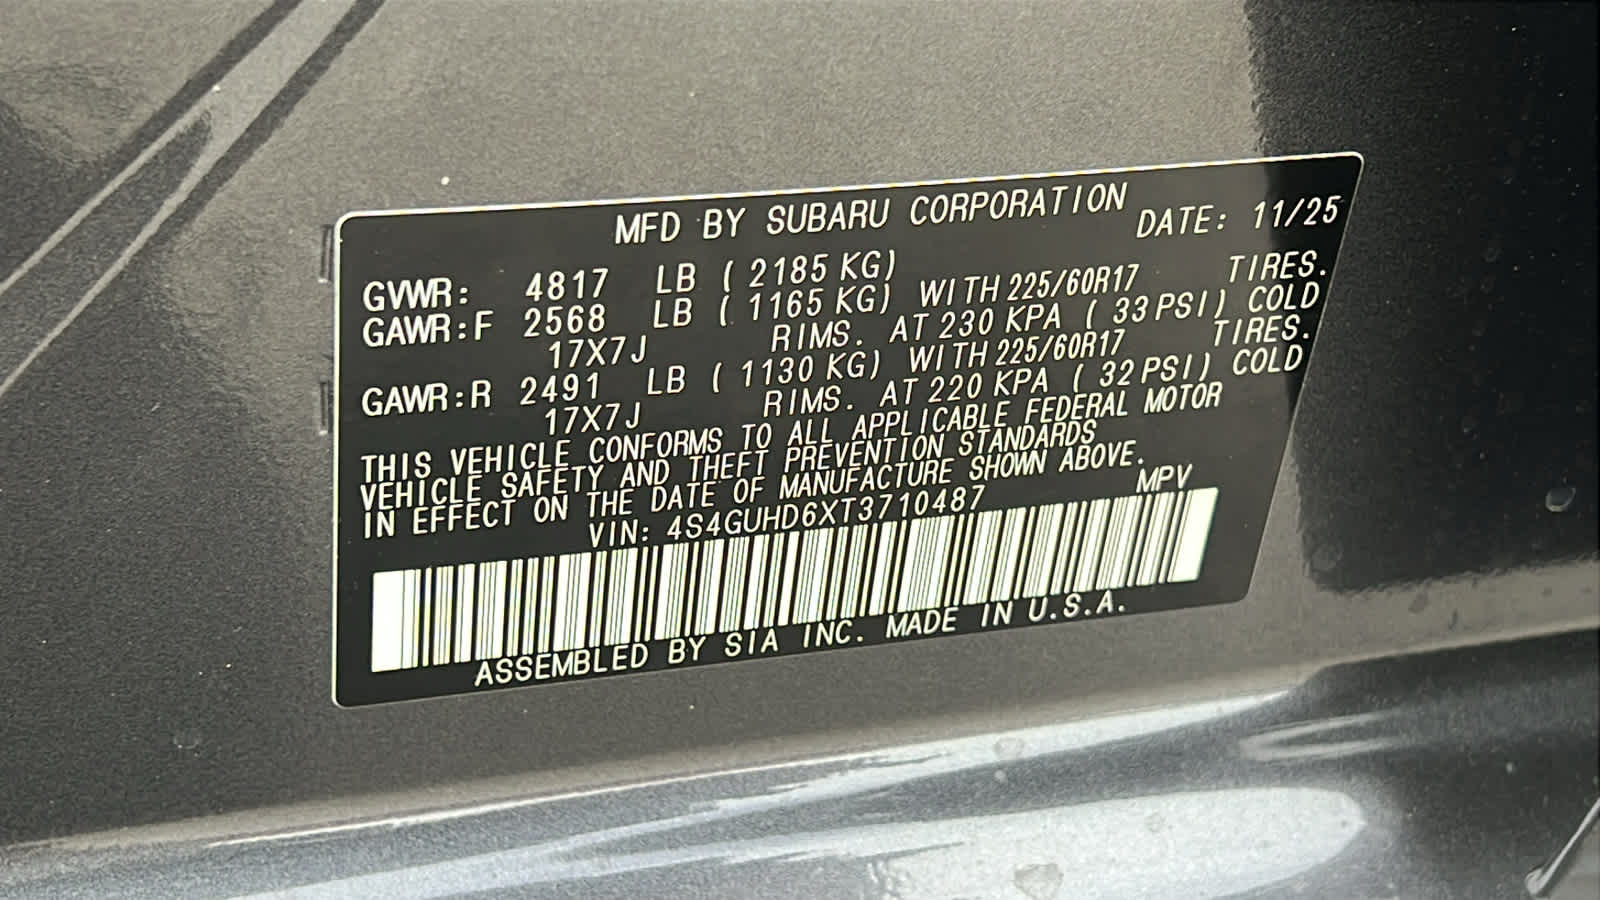 MFD BY SUBARU CORPORATION DATE: 11/25
GVWR: 4817 LB ( 2185 KG)
GAWR:F 2568 LB ( 1165 KG) WITH 225/60R17 TIRES.
17X7J RIMS. AT 230 KPA ( 33 PSI) COLD
GAWR:R 2491 LB ( 1130 KG) WITH 225/60R17 TIRES.
17X7J RIMS. AT 220 KPA ( 32 PSI) COLD
THIS VEHICLE CONFORMS TO ALL APPLICABLE FEDERAL MOTOR
VEHICLE SAFETY AND THEFT PREVENTION STANDARDS
IN EFFECT ON THE DATE OF MANUFACTURE SHOWN ABOVE.
VIN: 4S4GUHD6XT3710487 MPV
ASSEMBLED BY SIA INC. MADE IN U.S.A.